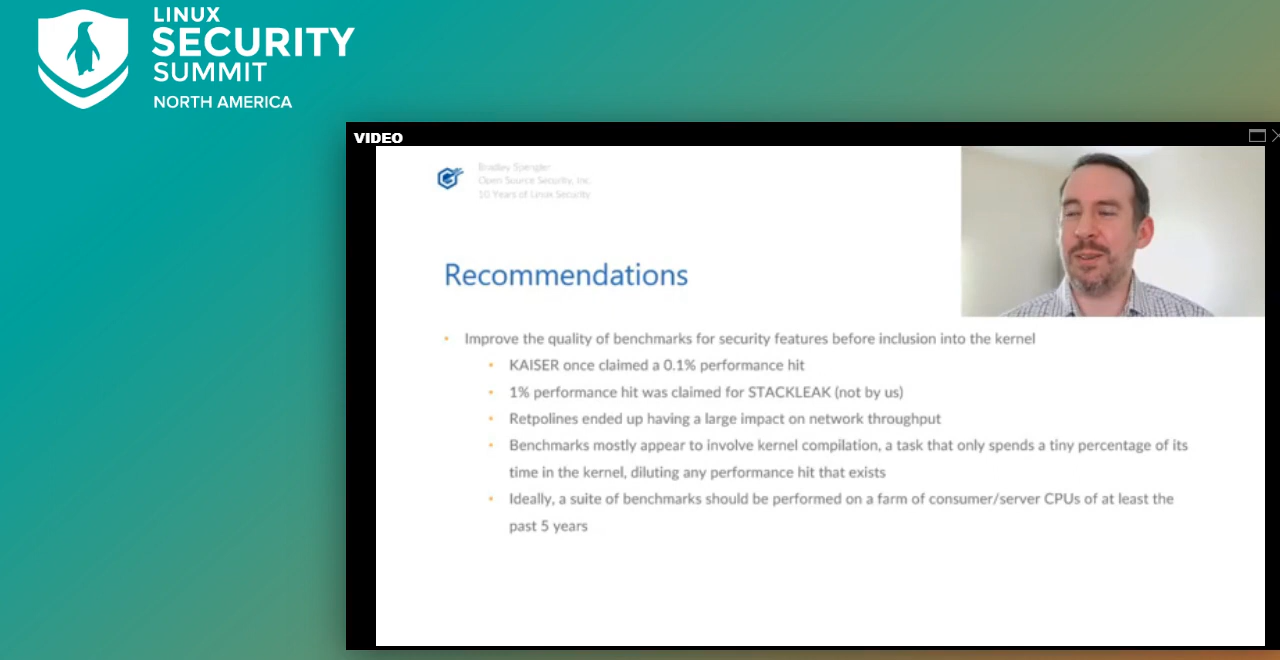 LINUX
SECURITY
SUMMIT
NORTH AMERICA
VIDEO
Bradley Spengler
Open Source Security, Inc.
10 Years of Linux Security
Recommendations
• Improve the quality of benchmarks for security features before inclusion into the kernel
• KAISER once claimed a 0.1% performance hit
• 1% performance hit was claimed for STACKLEAK (not by us)
• Retpolines ended up having a large impact on network throughput
• Benchmarks mostly appear to involve kernel compilation, a task that only spends a tiny percentage of its
time in the kernel, diluting any performance hit that exists
• Ideally, a suite of benchmarks should be performed on a farm of consumer/server CPUs of at least the
past 5 years